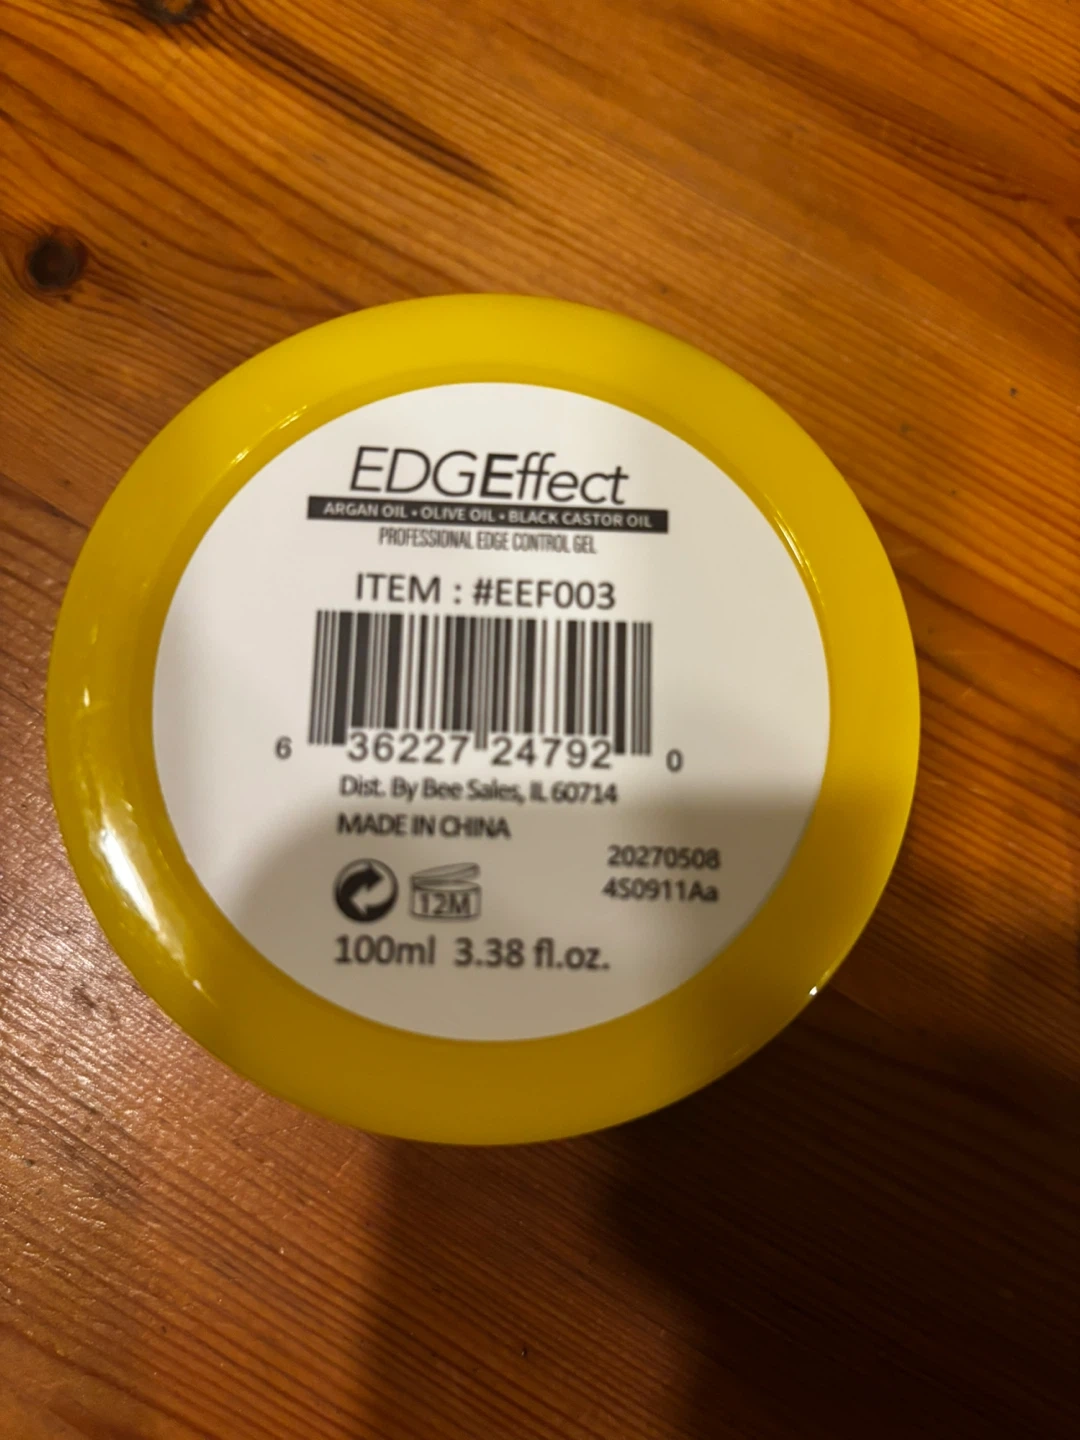 EDGEffect
ARGAN OIL • OLIVE OIL • BLACK CASTOR OIL
PROFESSIONAL EDGE CONTROL GEL
ITEM : #EEF003
6 36227 24792 0
Dist. By Bee Sales, IL 60714
MADE IN CHINA
20270508
4S0911Aa
12M
100ml 3.38 fl.oz.